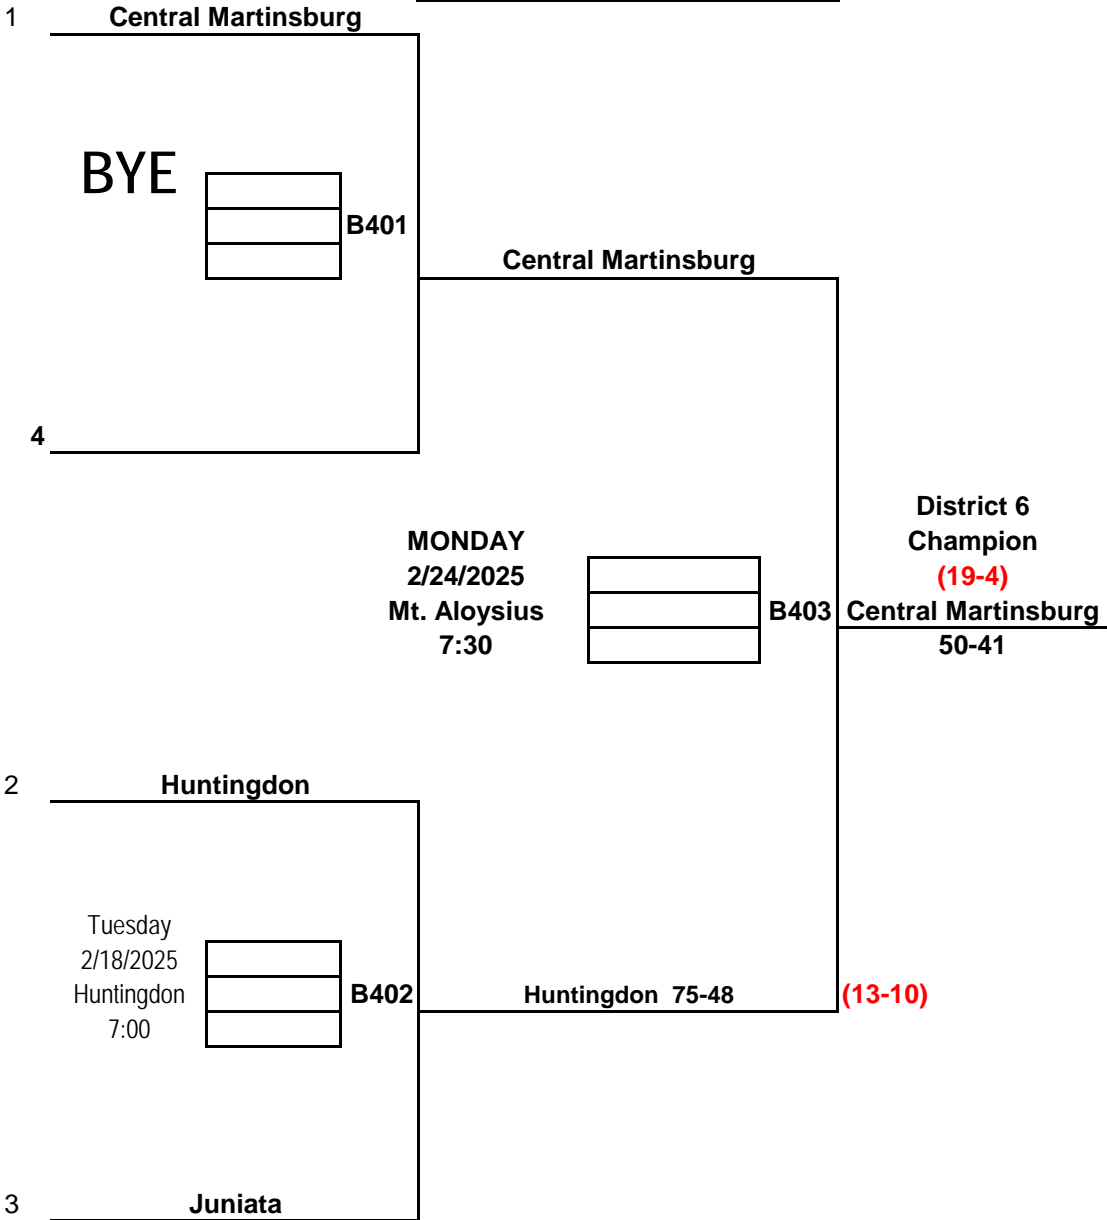 1 Central Martinsburg
BYE
B401
Central Martinsburg
4
MONDAY
2/24/2025
Mt. Aloysius
7:30
B403
District 6
Champion
(19-4)
Central Martinsburg
50-41
2 Huntingdon
Tuesday
2/18/2025
Huntingdon
7:00
B402
Huntingdon 75-48
(13-10)
3 Juniata